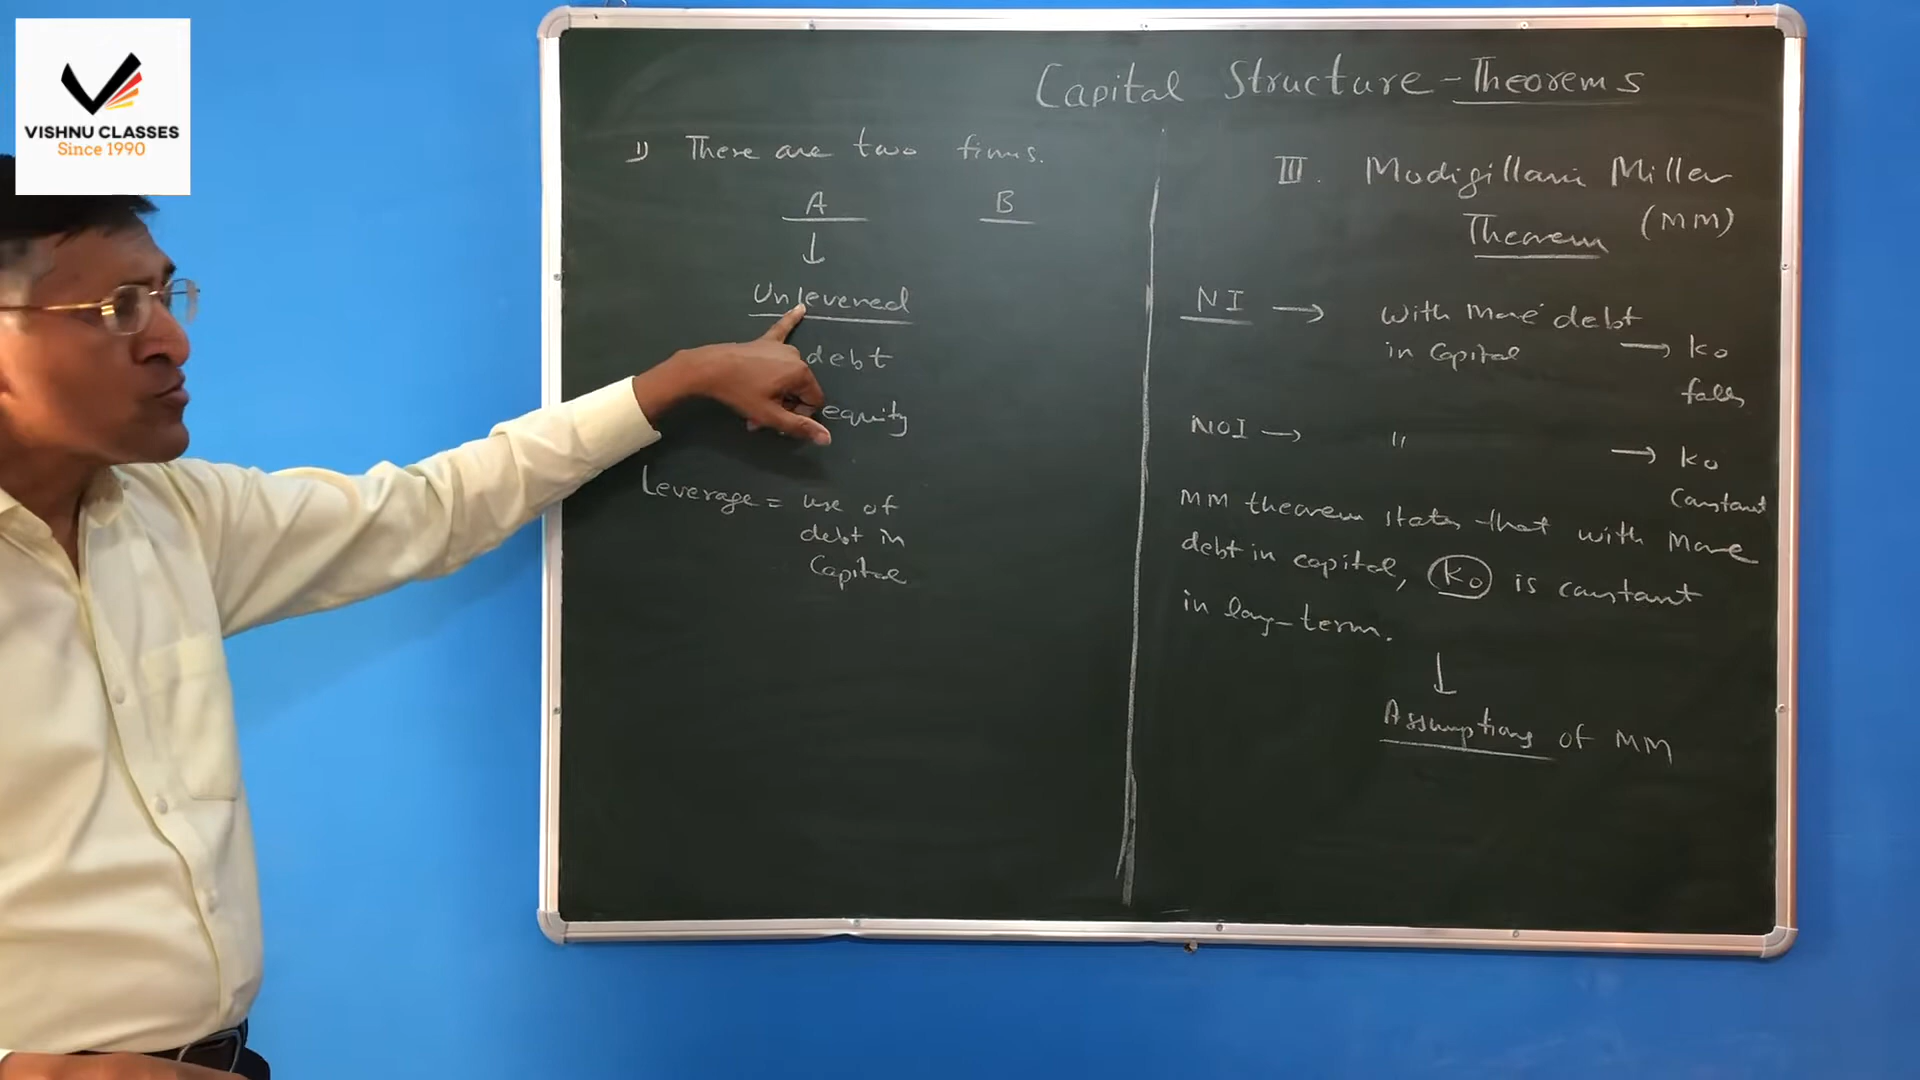 VISHNU CLASSES
Since 1990
Capital Structure - Theorems
1) There are two firms.
A B
↓
Unlevered
debt
equity
Leverage = use of
debt in
Capital
III. Modigillani Miller
Theorem (MM)
NI → With more debt
in Capital → ko
falls
NOI → " → ko
Constant
MM theorem states that with more
debt in capital, ko is constant
in long-term.
↓
Assumptions of MM